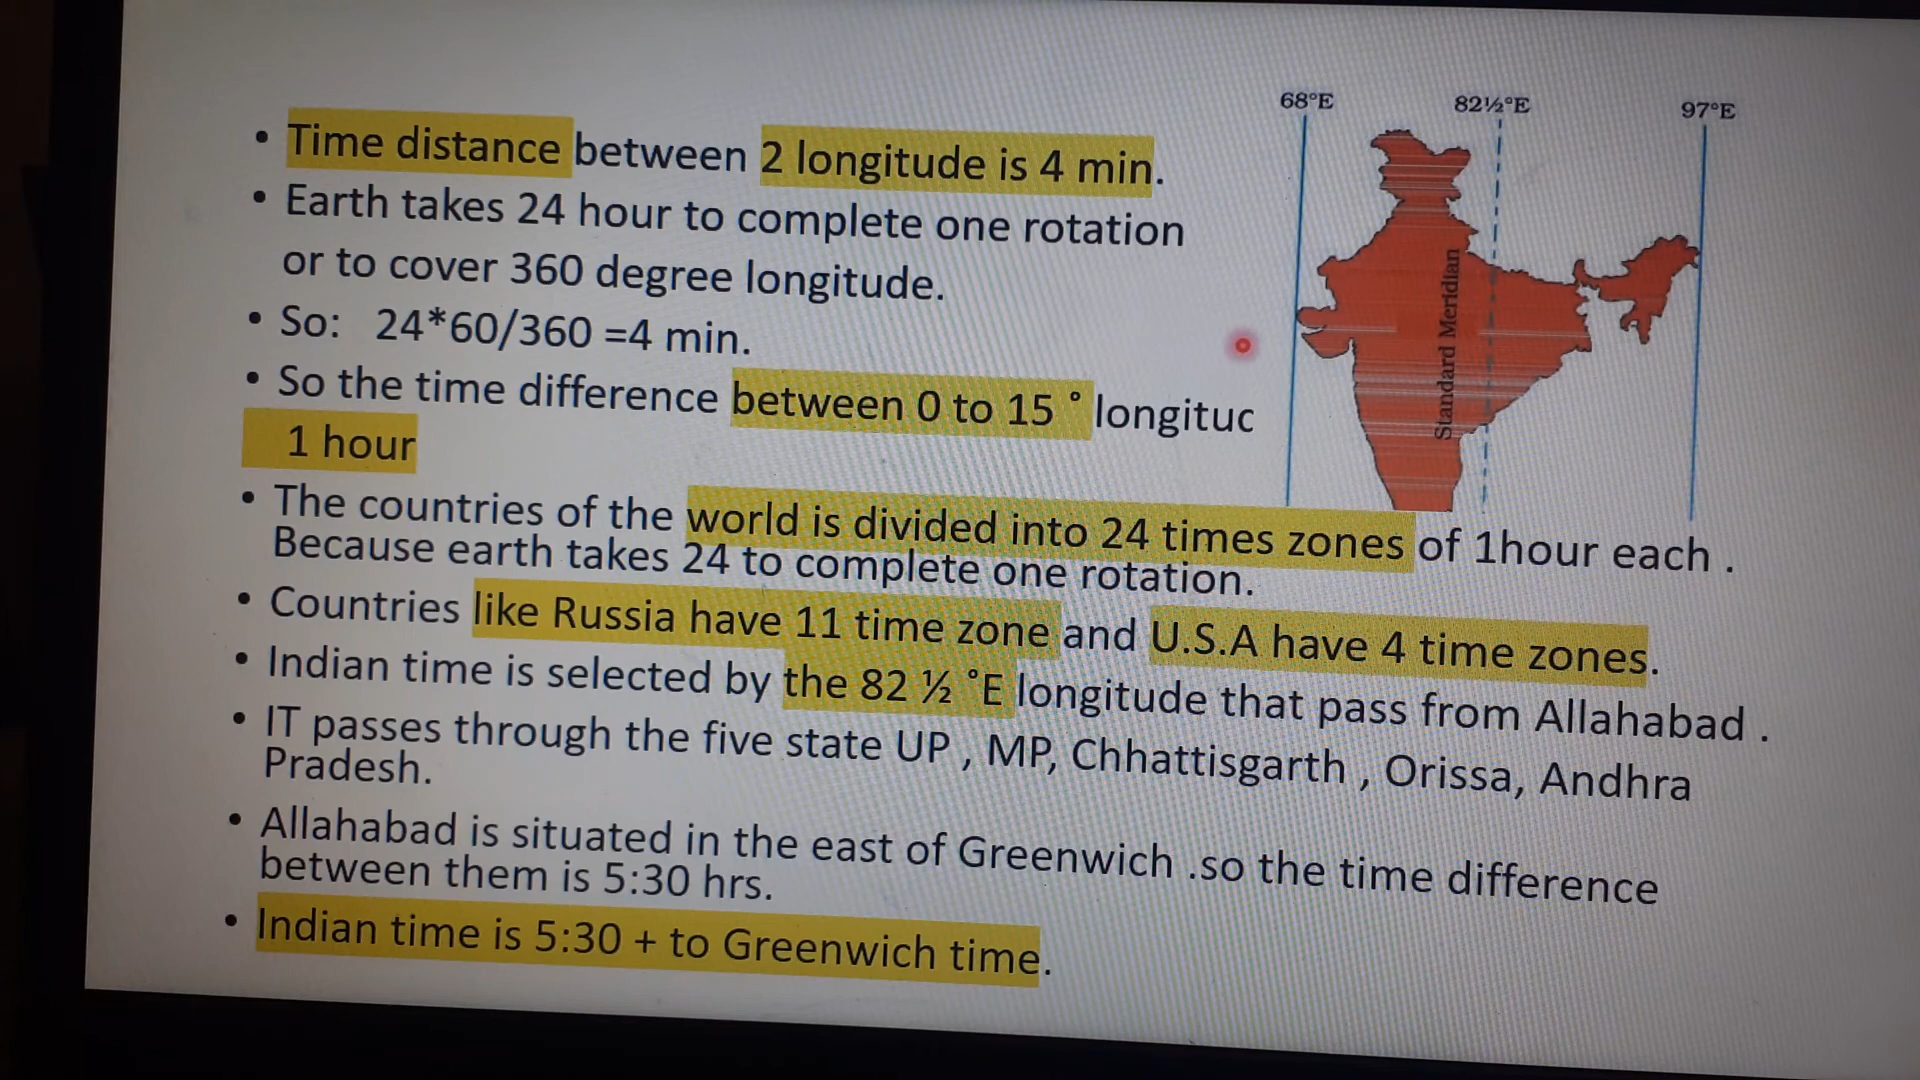 68°E 82½°E 97°E
• Time distance between 2 longitude is 4 min.
• Earth takes 24 hour to complete one rotation
or to cover 360 degree longitude.
• So: 24*60/360 =4 min.
• So the time difference between 0 to 15 ° longituc
1 hour
Standard Meridian
• The countries of the world is divided into 24 times zones of 1hour each .
Because earth takes 24 to complete one rotation.
• Countries like Russia have 11 time zone and U.S.A have 4 time zones.
• Indian time is selected by the 82 ½ °E longitude that pass from Allahabad .
• IT passes through the five state UP , MP, Chhattisgarth , Orissa, Andhra
Pradesh.
• Allahabad is situated in the east of Greenwich .so the time difference
between them is 5:30 hrs.
• Indian time is 5:30 + to Greenwich time.